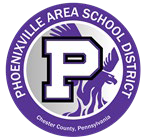 PHOENIXVILLE AREA SCHOOL DISTRICT
P
Chester County, Pennsylvania